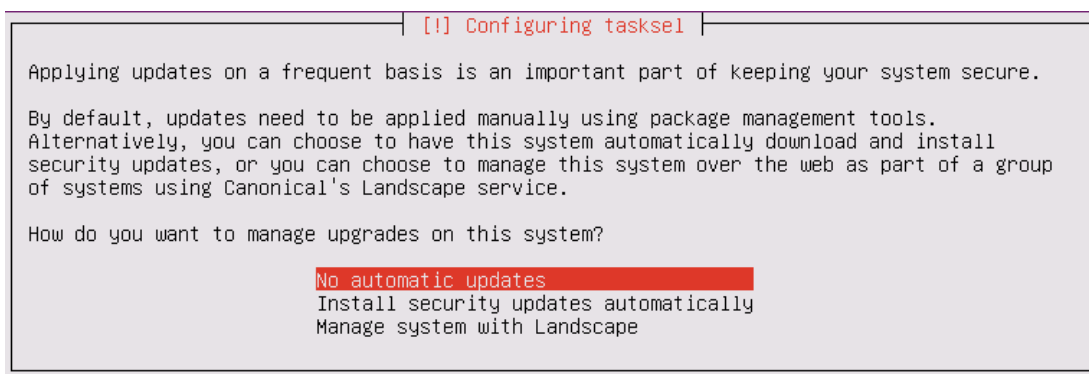 [!] Configuring tasksel
Applying updates on a frequent basis is an important part of keeping your system secure.
By default, updates need to be applied manually using package management tools.
Alternatively, you can choose to have this system automatically download and install
security updates, or you can choose to manage this system over the web as part of a group
of systems using Canonical's Landscape service.
How do you want to manage upgrades on this system?
No automatic updates
Install security updates automatically
Manage system with Landscape